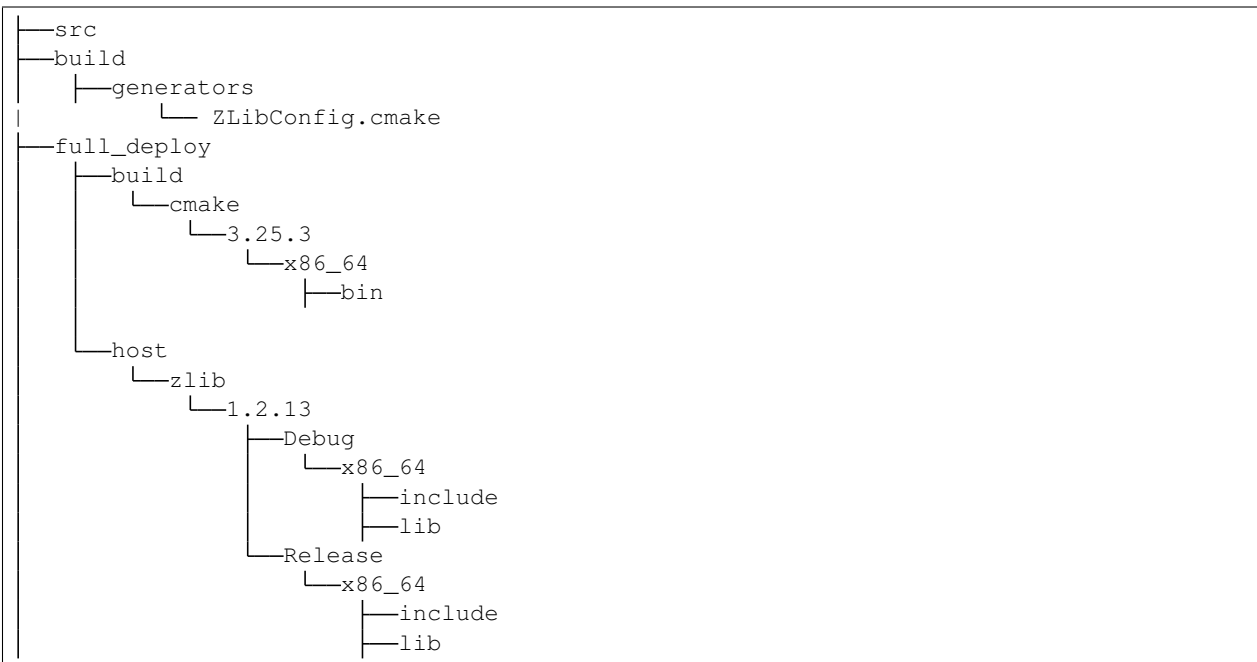 ├──src
├──build
│  ├──generators
|       └── ZLibConfig.cmake
├──full_deploy
│  ├──build
│  │  └──cmake
│  │     └──3.25.3
│  │        └──x86_64
│  │           ├──bin
│  └──host
│     └──zlib
│        └──1.2.13
│           ├──Debug
│           │  └──x86_64
│           │     ├──include
│           │     ├──lib
│           └──Release
│              └──x86_64
│                 ├──include
│                 ├──lib